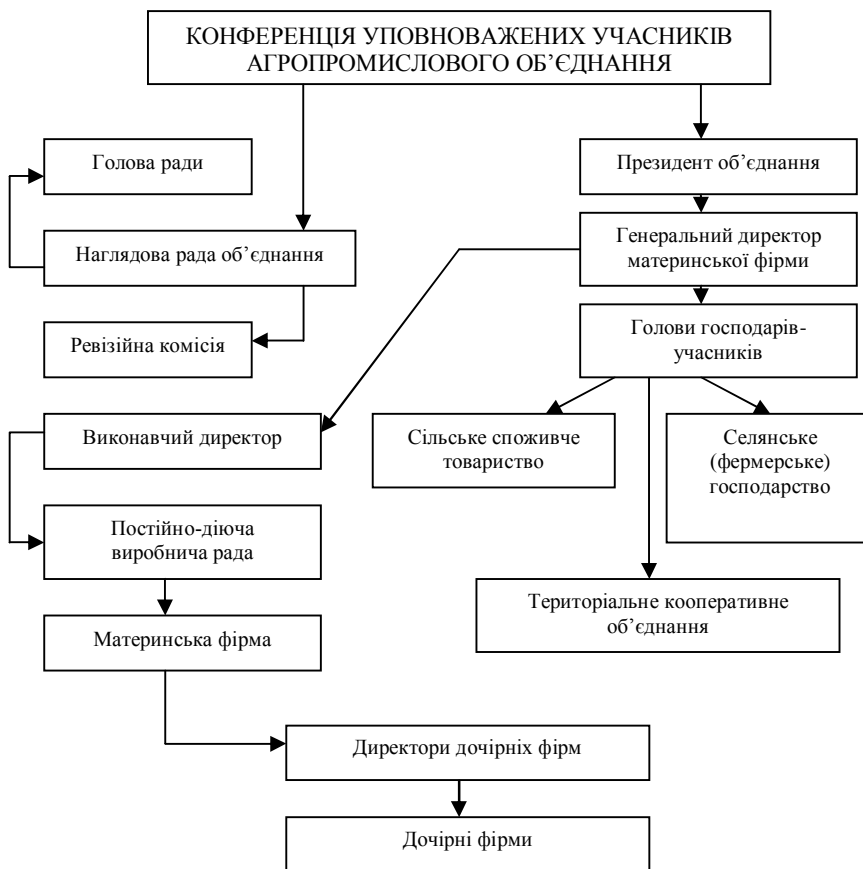 КОНФЕРЕНЦІЯ УПОВНОВАЖЕНИХ УЧАСНИКІВ
АГРОПРОМИСЛОВОГО ОБ’ЄДНАННЯ
Голова ради
Президент об’єднання
Наглядова рада об’єднання
Генеральний директор
материнської фірми
Ревізійна комісія
Голови господарів-
учасників
Виконавчий директор
Сільське споживче
товариство
Селянське
(фермерське)
господарство
Постійно-діюча
виробнича рада
Територіальне кооперативне
об’єднання
Материнська фірма
Директори дочірніх фірм
Дочірні фірми